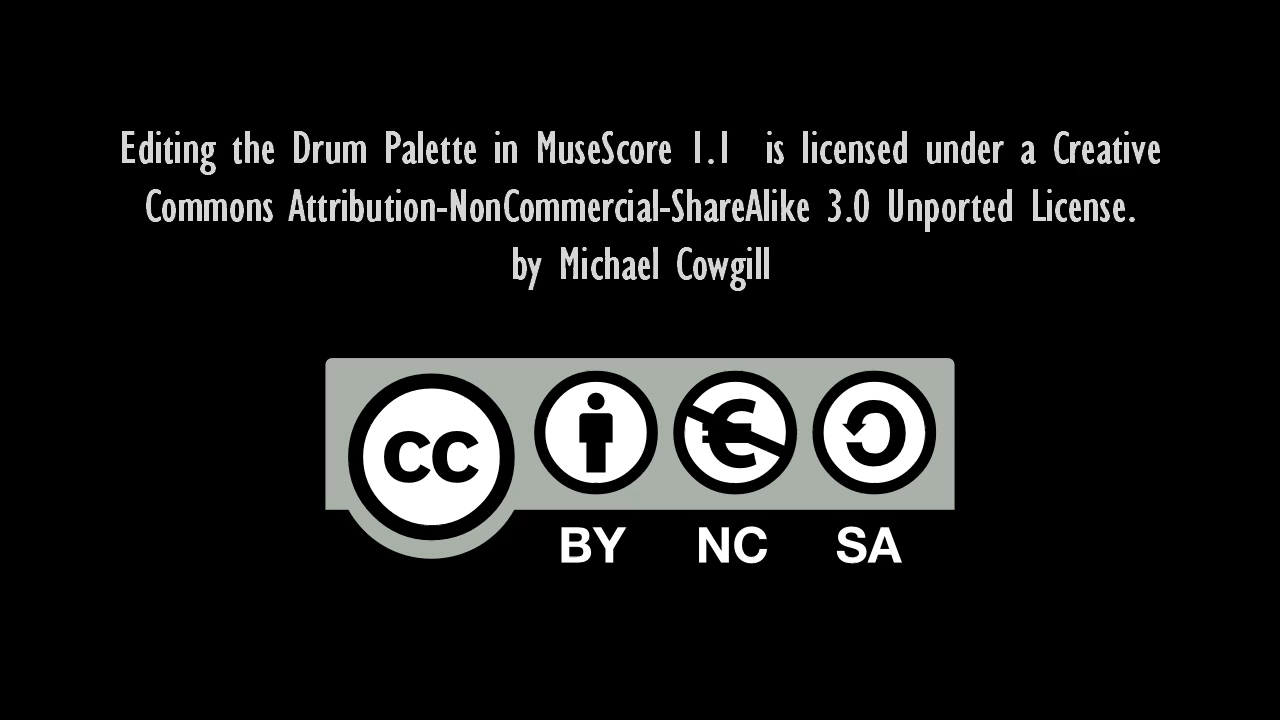 Editing the Drum Palette in MuseScore 1.1 is licensed under a Creative
Commons Attribution-NonCommercial-ShareAlike 3.0 Unported License.
by Michael Cowgill
cc
BY NC SA